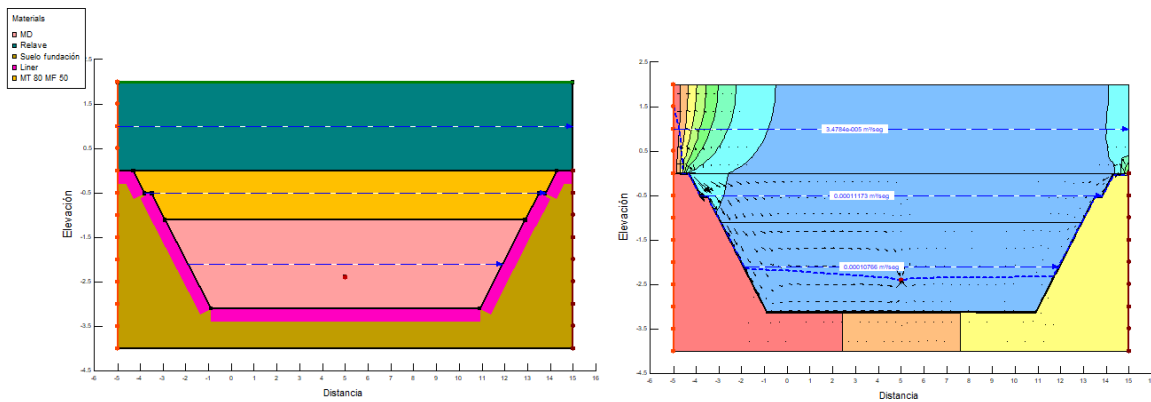 Materials
MD
Relave
Suelo fundación
Liner
MT 80 MF 50
Elevación
2.5
1.5
0.5
-0.5
-1.5
-2.5
-3.5
-4.5
-6 -5 -4 -3 -2 -1 0 1 2 3 4 5 6 7 8 9 10 11 12 13 14 15 16
Distancia
Elevación
2.5
1.5
0.5
-0.5
-1.5
-2.5
-3.5
-4.5
3.4784e-005 m³/seg
0.00011173 m³/seg
0.00010766 m³/seg
-6 -5 -4 -3 -2 -1 0 1 2 3 4 5 6 7 8 9 10 11 12 13 14 15 16
Distancia